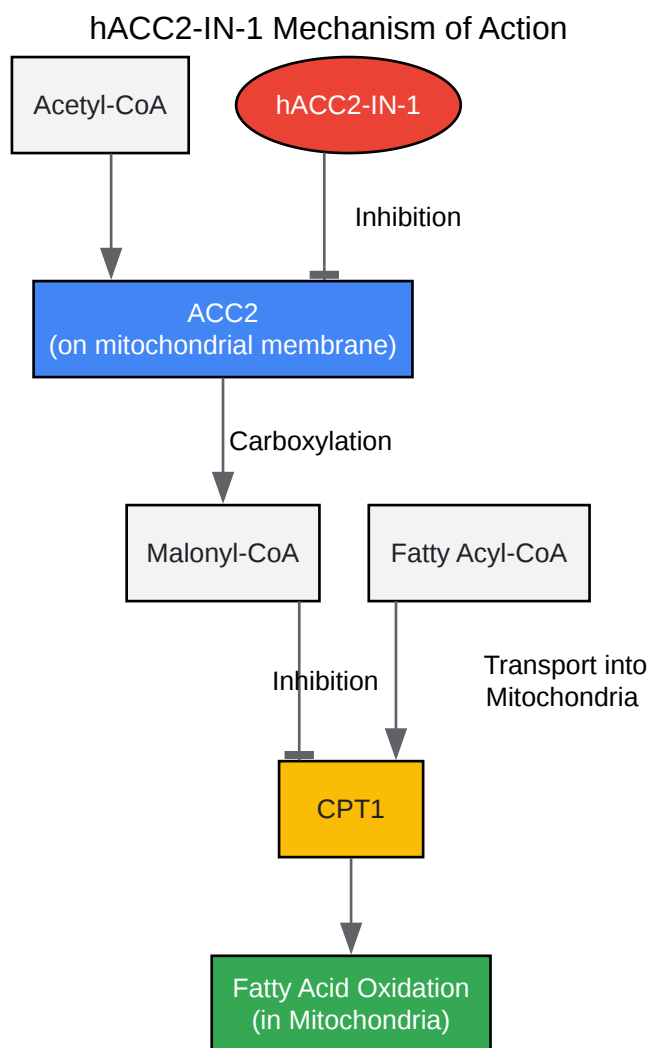 hACC2-IN-1 Mechanism of Action
Acetyl-CoA
hACC2-IN-1
Inhibition
ACC2
(on mitochondrial membrane)
Carboxylation
Malonyl-CoA
Fatty Acyl-CoA
Inhibition
Transport into
Mitochondria
CPT1
Fatty Acid Oxidation
(in Mitochondria)